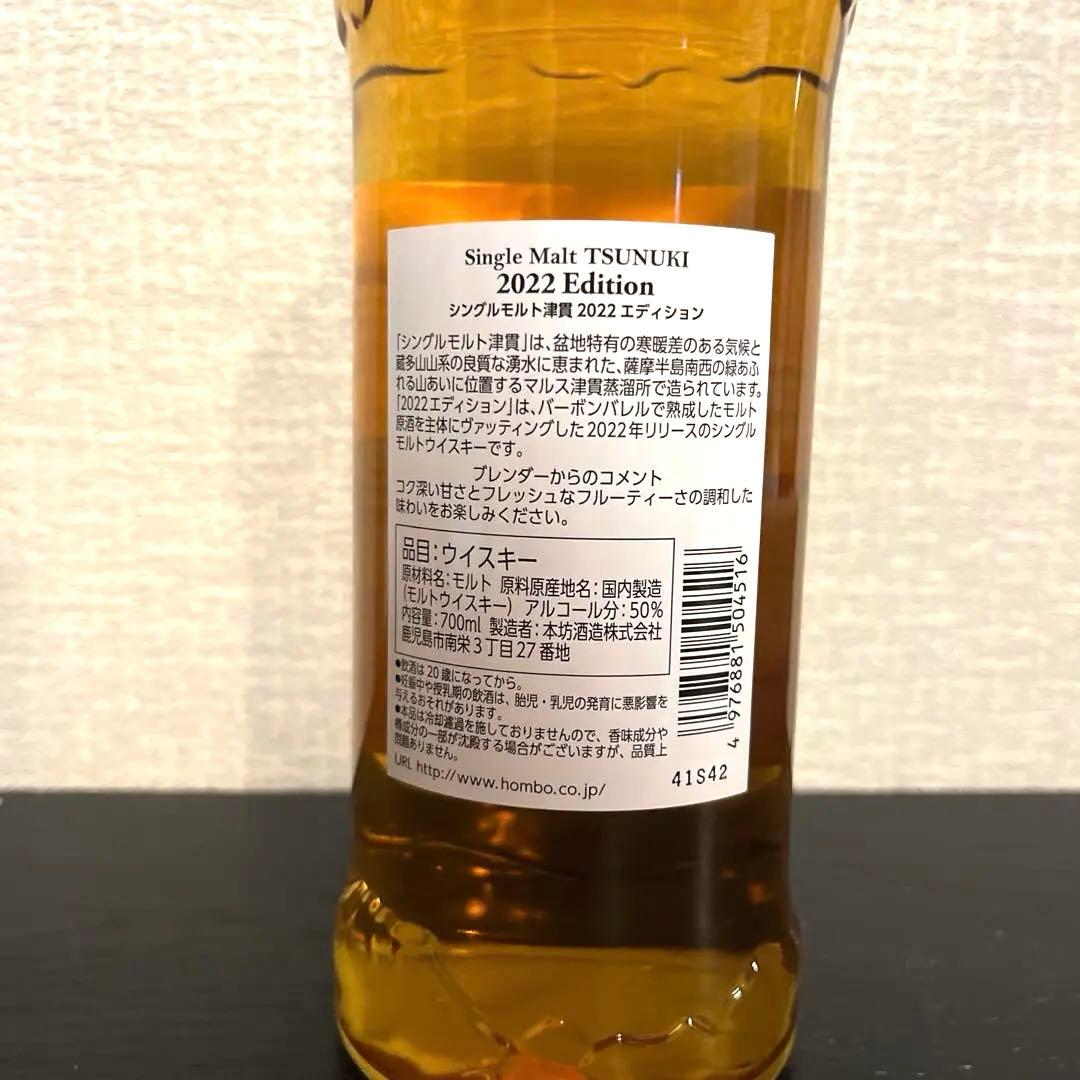 Single Malt TSUNUKI
2022 Edition
シングルモルト津貫 2022 エディション
「シングルモルト津貫」は、盆地特有の寒暖差のある気候と
蔵多山山系の良質な湧水に恵まれた、薩摩半島南西の緑あふ
れる山あいに位置するマルス津貫蒸溜所で造られています。
「2022エディション」は、バーボンバレルで熟成したモルト
原酒を主体にヴァッティングした2022年リリースのシングル
モルトウイスキーです。
ブレンダーからのコメント
コク深い甘さとフレッシュなフルーティーさの調和した
味わいをお楽しみください。
品目：ウイスキー
原材料名：モルト 原料原産地名：国内製造
（モルトウイスキー） アルコール分：50%
内容量：700ml 製造者：本坊酒造株式会社
鹿児島市南栄3丁目27番地
●飲酒は20歳になってから。
●妊娠中や授乳期の飲酒は、胎児・乳児の発育に悪影響を
与えるおそれがあります。
●本品は冷却濾過を施しておりませんので、香味成分や
樽成分の一部が沈殿する場合がございますが、品質上
問題ありません。
URL http://www.hombo.co.jp/
4 976881 504516
41S42